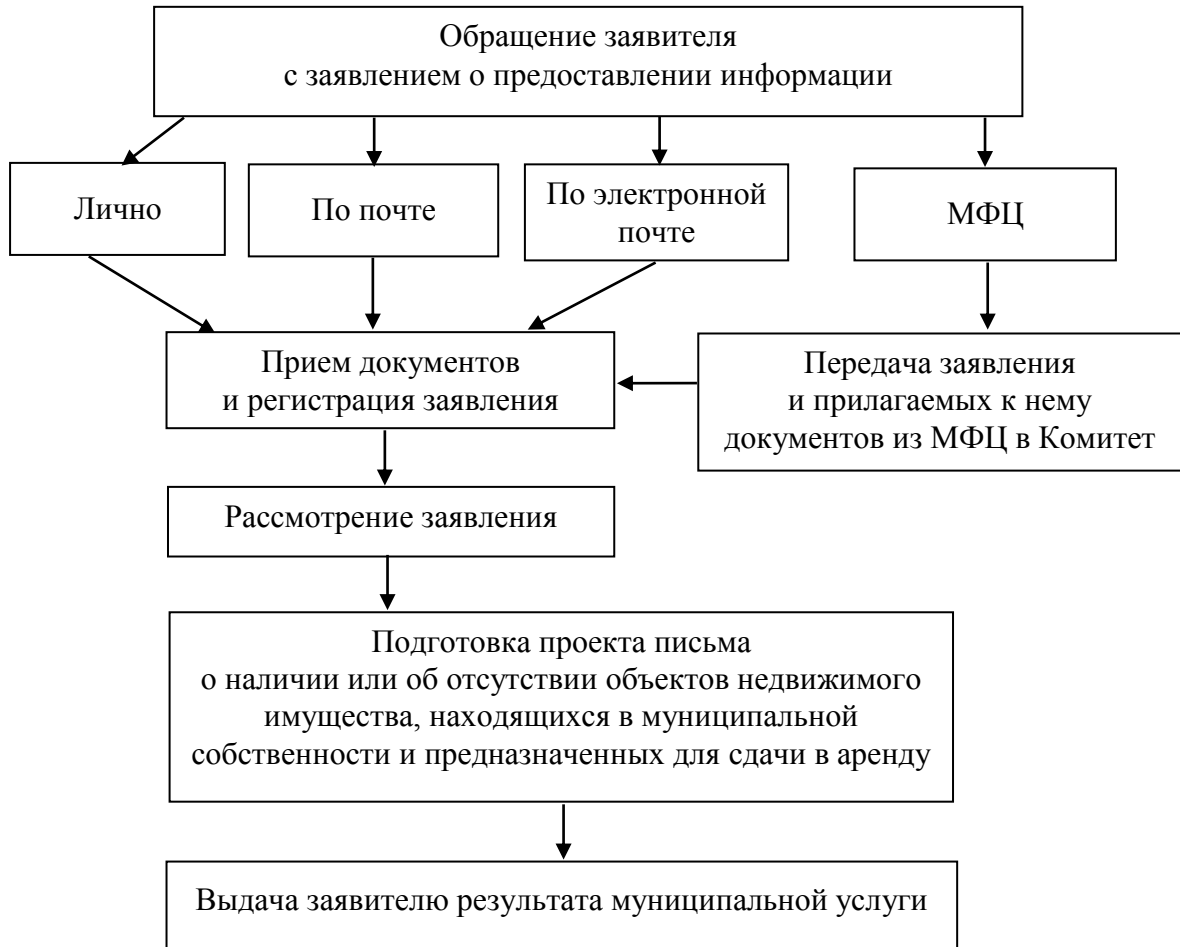 Обращение заявителя
с заявлением о предоставлении информации
Лично
По почте
По электронной
почте
МФЦ
Прием документов
и регистрация заявления
Передача заявления
и прилагаемых к нему
документов из МФЦ в Комитет
Рассмотрение заявления
Подготовка проекта письма
о наличии или об отсутствии объектов недвижимого
имущества, находящихся в муниципальной
собственности и предназначенных для сдачи в аренду
Выдача заявителю результата муниципальной услуги